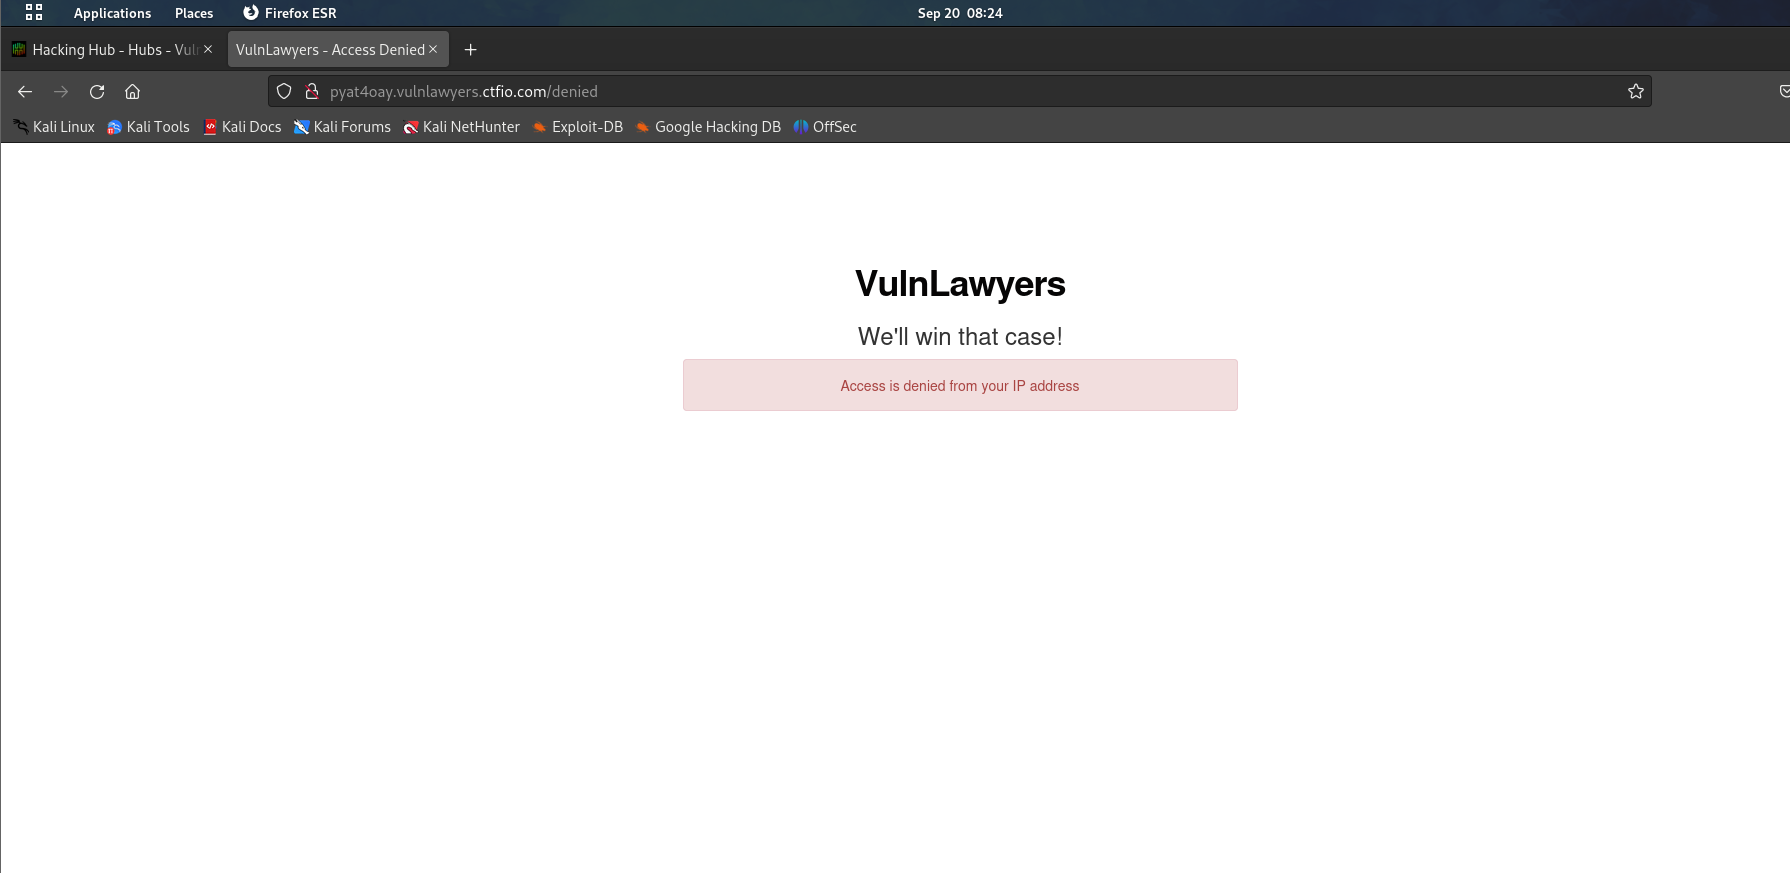 Applications Places Firefox ESR Sep 20 08:24
Hacking Hub - Hubs - Vuln VulnLawyers - Access Denied
pyat4oay.vulnlawyers.ctfio.com/denied
Kali Linux Kali Tools Kali Docs Kali Forums Kali NetHunter Exploit-DB Google Hacking DB OffSec
VulnLawyers
We'll win that case!
Access is denied from your IP address